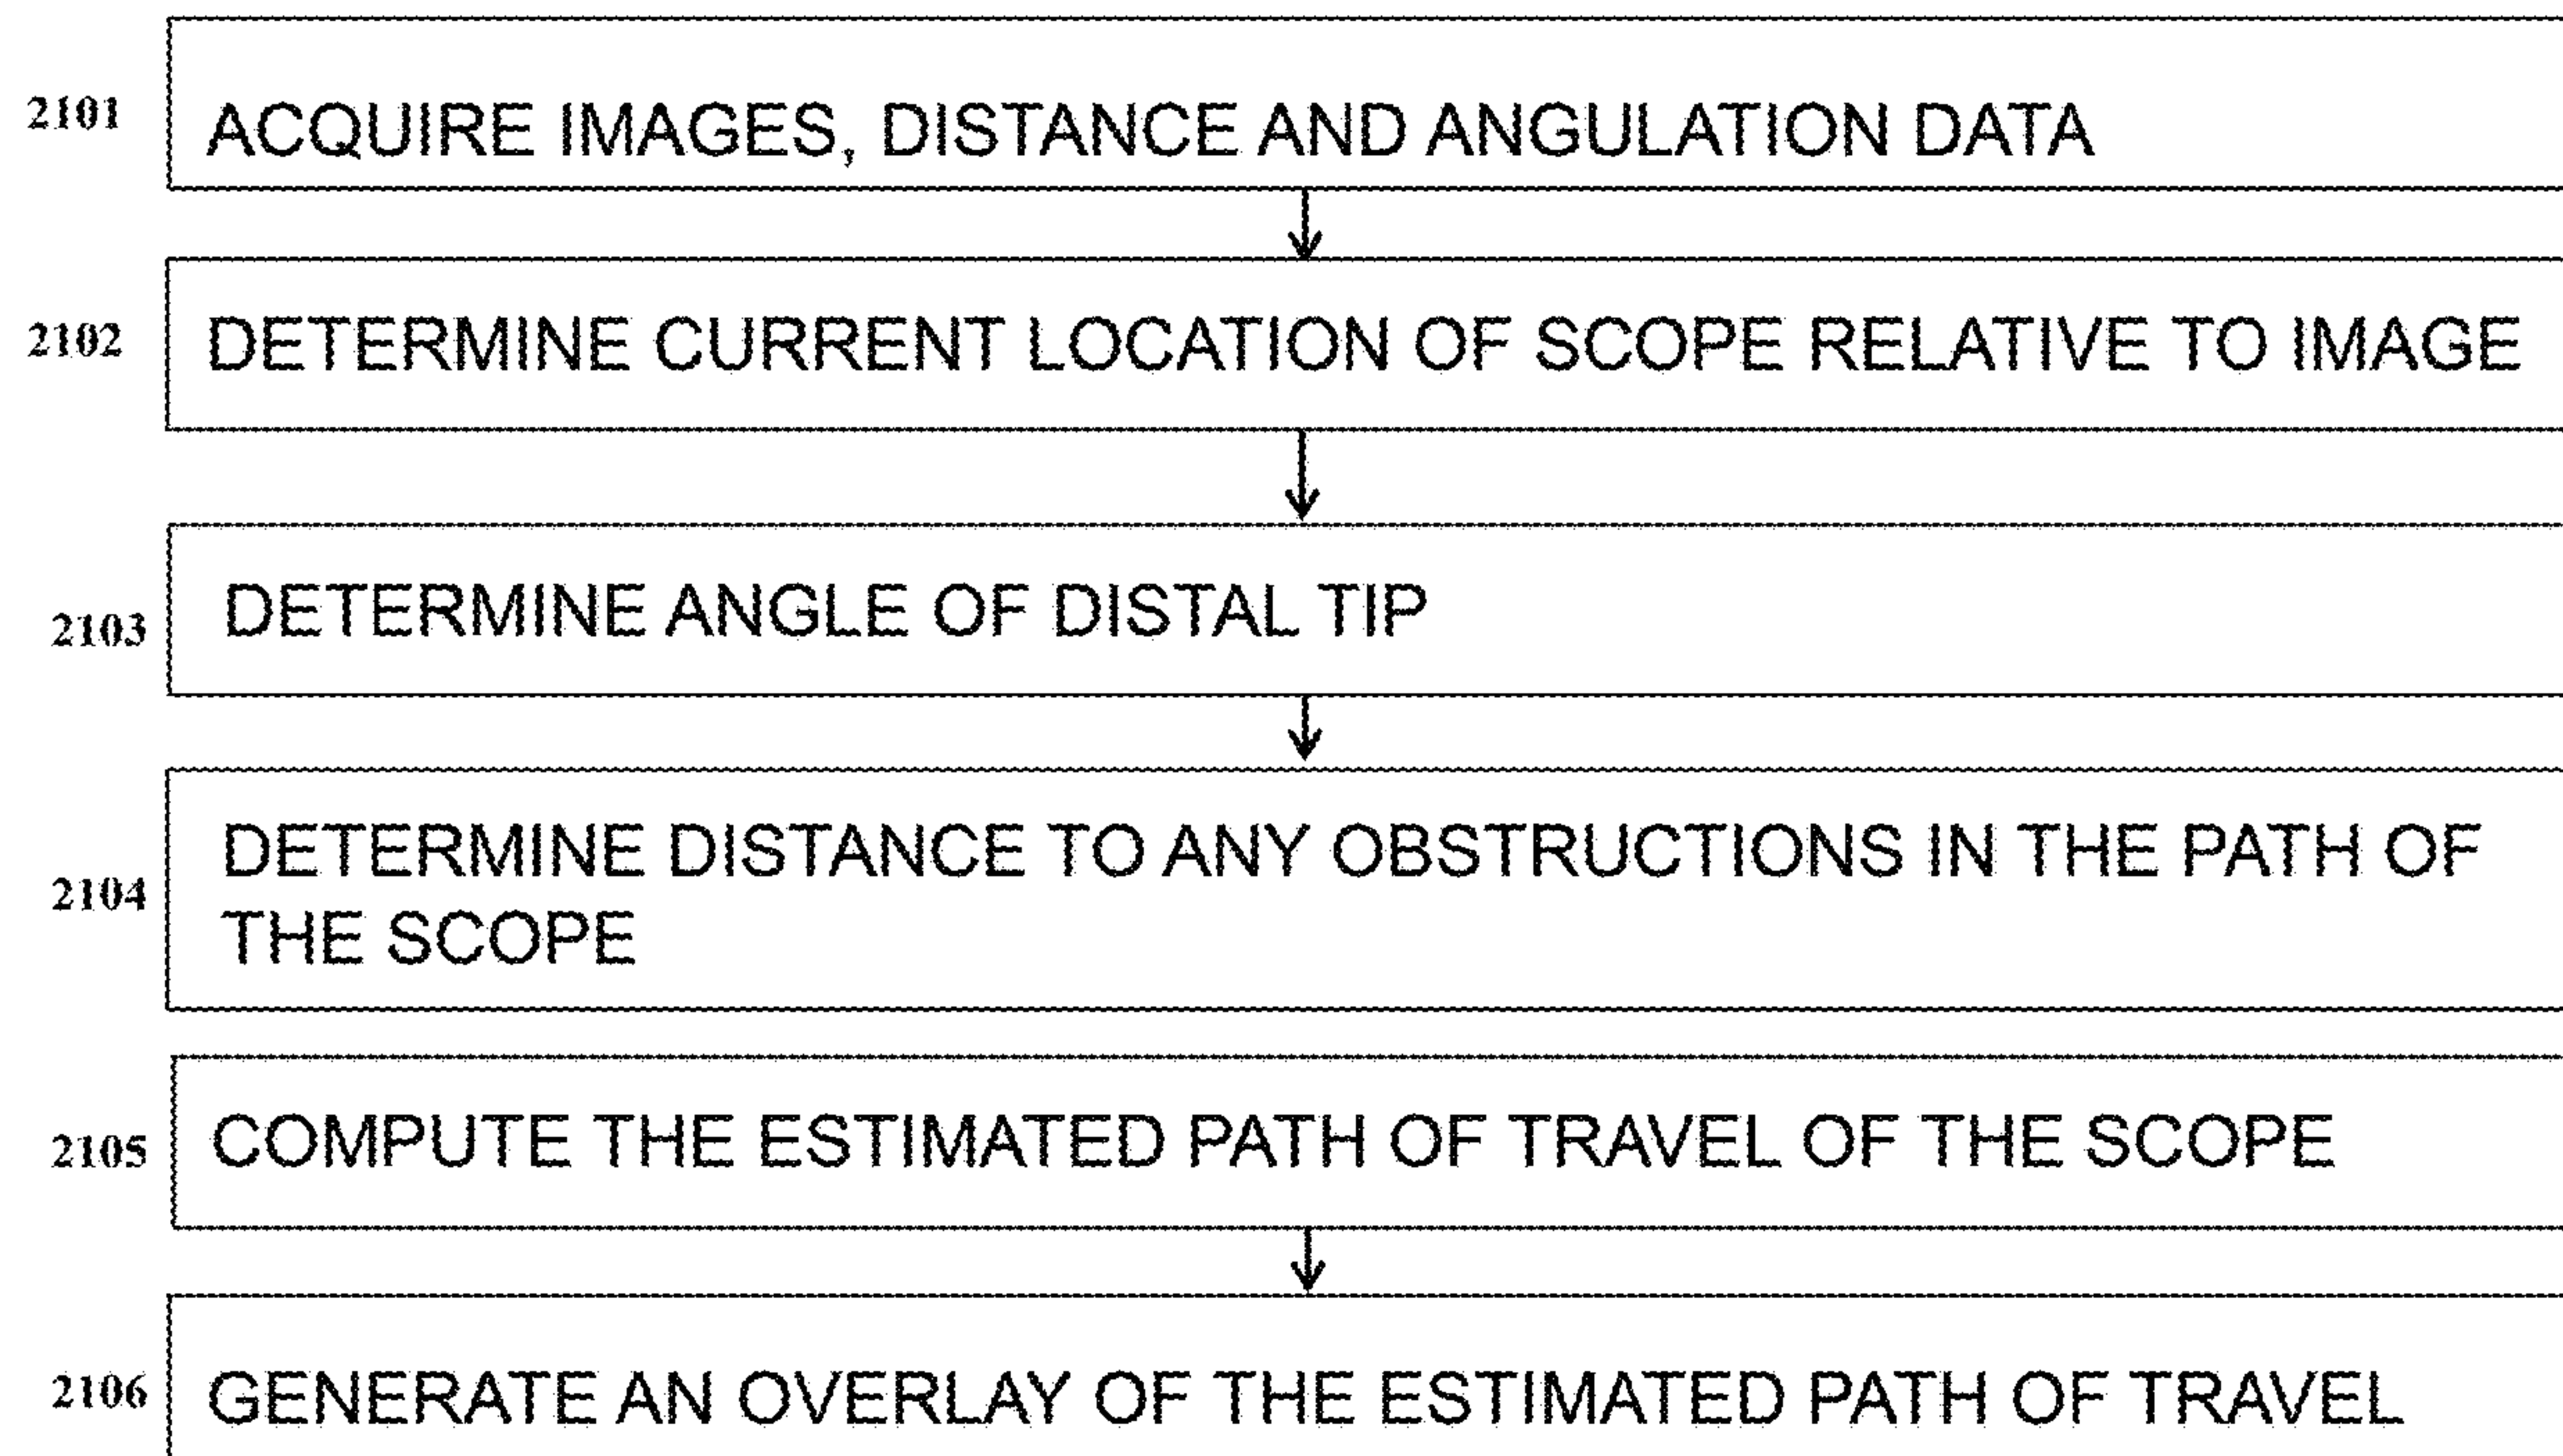 2101 ACQUIRE IMAGES, DISTANCE AND ANGULATION DATA
2102 DETERMINE CURRENT LOCATION OF SCOPE RELATIVE TO IMAGE
2103 DETERMINE ANGLE OF DISTAL TIP
2104 DETERMINE DISTANCE TO ANY OBSTRUCTIONS IN THE PATH OF
THE SCOPE
2105 COMPUTE THE ESTIMATED PATH OF TRAVEL OF THE SCOPE
2106 GENERATE AN OVERLAY OF THE ESTIMATED PATH OF TRAVEL